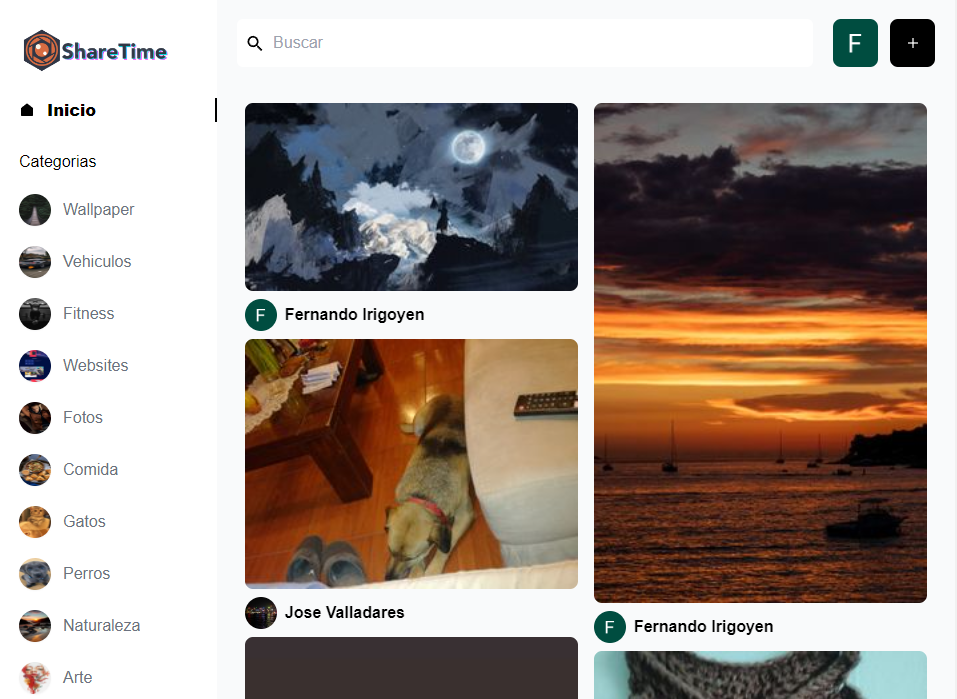 ShareTime
Buscar
F
+
Inicio
Categorias
Wallpaper
Vehiculos
Fitness
Websites
Fotos
Comida
Gatos
Perros
Naturaleza
Arte
F Fernando Irigoyen
Jose Valladares
F Fernando Irigoyen